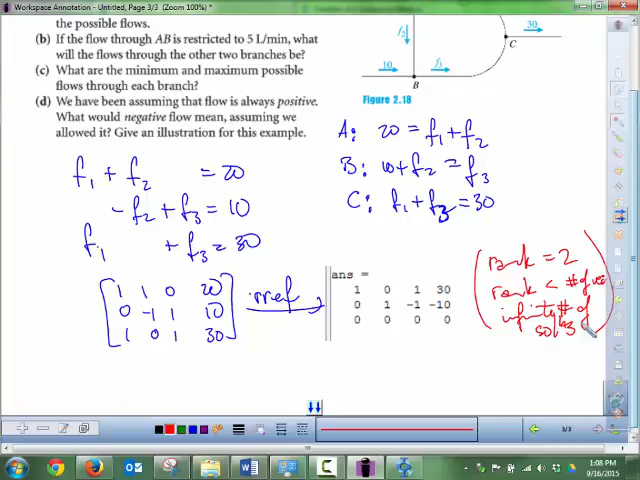 Workspace Annotation - Untitled, Page 3/3 (Zoom 165%) *
the possible flows.
(b) If the flow through AB is restricted to 5 L/min, what
will the flows through the other two branches be?
(c) What are the minimum and maximum possible
flows through each branch?
(d) We have been assuming that flow is always positive.
What would negative flow mean, assuming we
allowed it? Give an illustration for this example.
30
f2
C
10
f3
B
Figure 2.18
A: 20 = f1 + f2
B: 10 + f2 = f3
C: f1 + f3 = 30
f1 + f2 = 20
- f2 + f3 = 10
f1 + f3 = 30
1 1 0 20
0 -1 1 10
1 0 1 30
rref
ans =
1 0 1 30
0 1 -1 -10
0 0 0 0
rank = 2
rank < # of
infinite # of
3/3
1:08 PM
9/16/2015